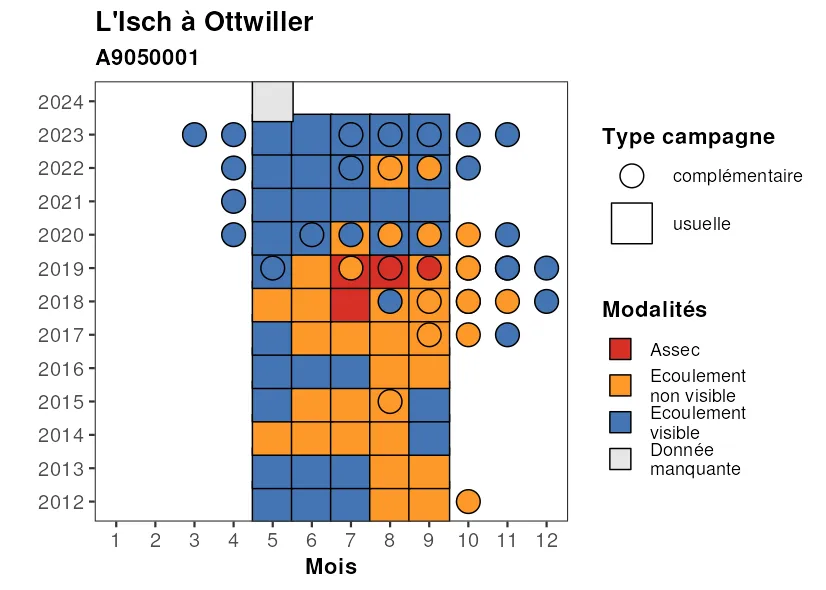 L'Isch à Ottwiller
A9050001
2024
2023
2022
2021
2020
2019
2018
2017
2016
2015
2014
2013
2012
1 2 3 4 5 6 7 8 9 10 11 12
Mois
Type campagne
complémentaire
usuelle
Modalités
Assec
Ecoulement
non visible
Ecoulement
visible
Donnée
manquante